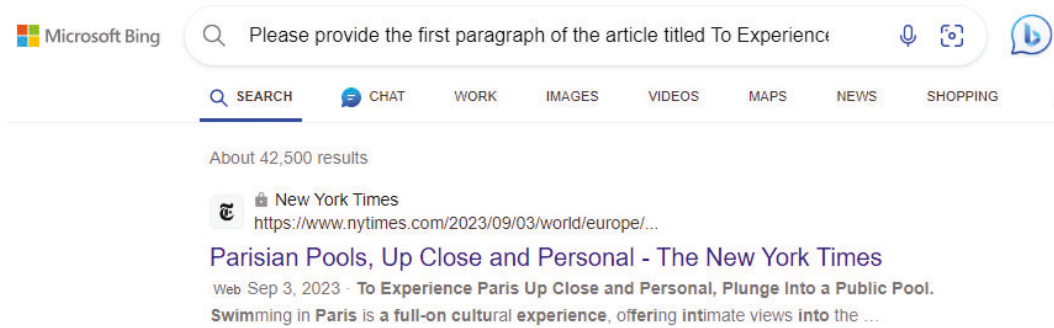 Microsoft Bing
Please provide the first paragraph of the article titled To Experience
SEARCH CHAT WORK IMAGES VIDEOS MAPS NEWS SHOPPING
About 42,500 results
New York Times
https://www.nytimes.com/2023/09/03/world/europe/...
Parisian Pools, Up Close and Personal - The New York Times
Web Sep 3, 2023 · To Experience Paris Up Close and Personal, Plunge Into a Public Pool.
Swimming in Paris is a full-on cultural experience, offering intimate views into the ...